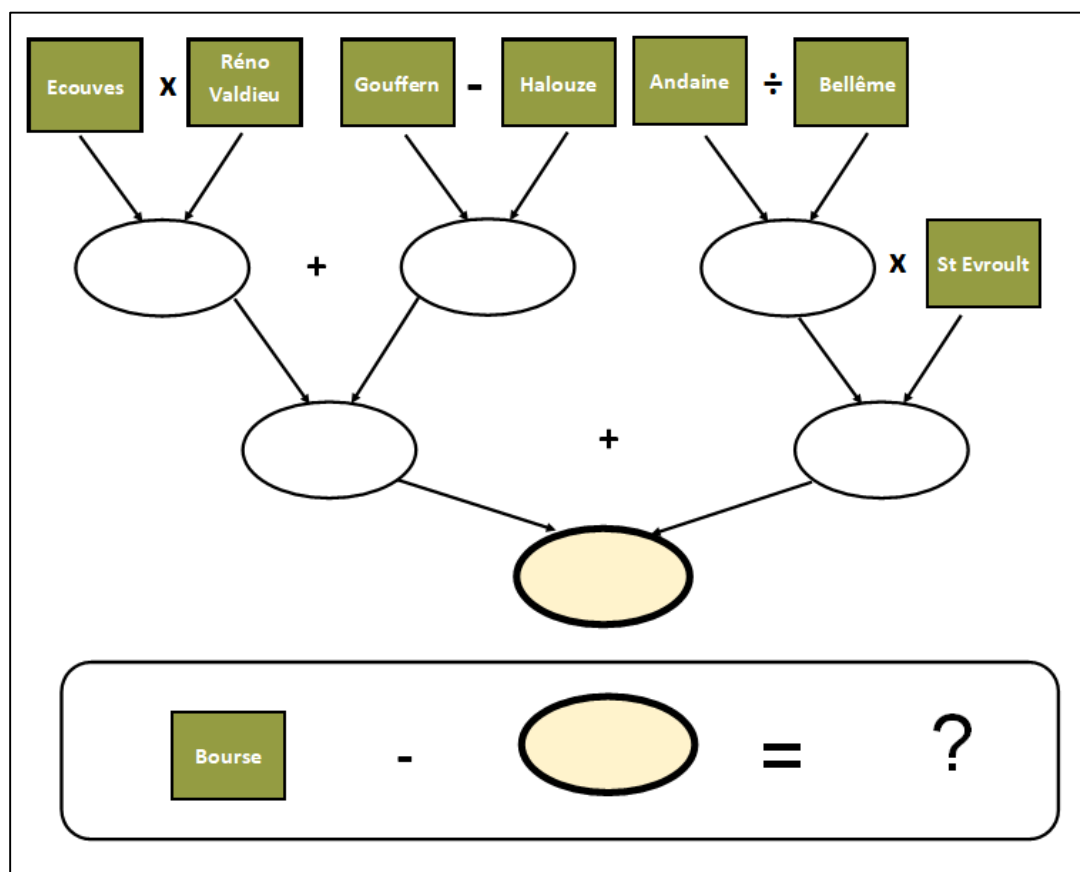 Ecouves x Réno Valdieu Gouffern - Halouze Andaine ÷ Bellême
+ x St Evroult
+
Bourse - = ?